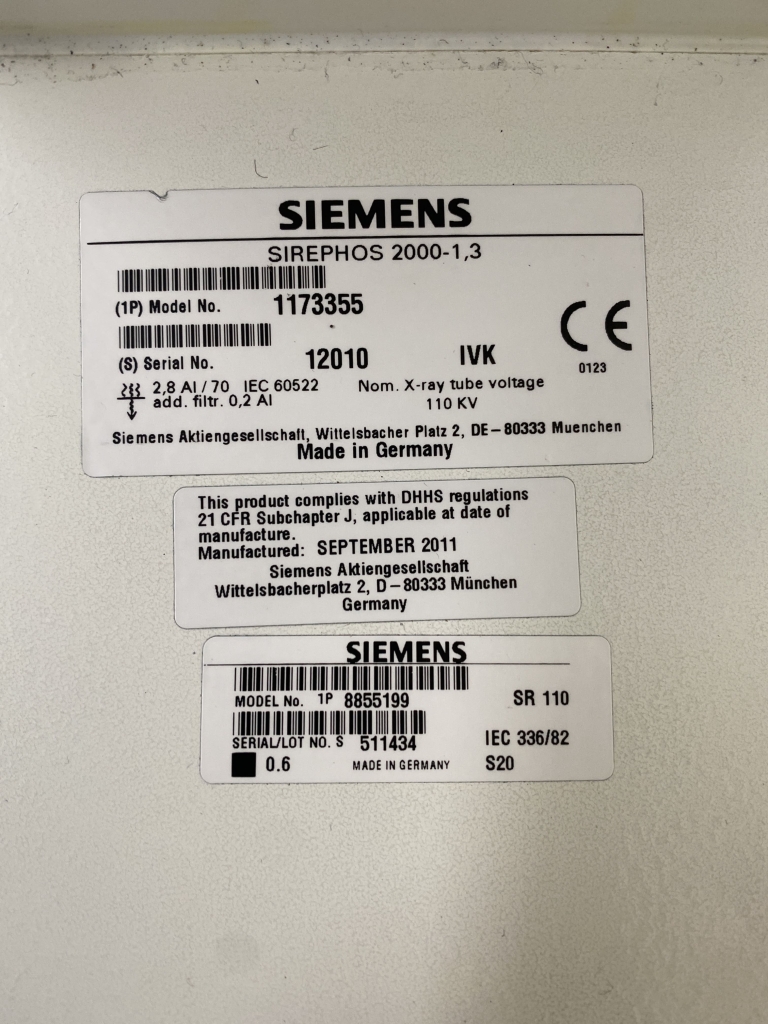 SIEMENS
SIREPHOS 2000-1,3
(1P) Model No. 1173355
(S) Serial No. 12010 IVK
0123
2,8 Al / 70 IEC 60522 Nom. X-ray tube voltage
add. filtr. 0,2 Al 110 KV
Siemens Aktiengesellschaft, Wittelsbacher Platz 2, DE-80333 Muenchen
Made in Germany
This product complies with DHHS regulations
21 CFR Subchapter J, applicable at date of
manufacture.
Manufactured: SEPTEMBER 2011
Siemens Aktiengesellschaft
Wittelsbacherplatz 2, D-80333 München
Germany
SIEMENS
MODEL No. 1P 8855199 SR 110
SERIAL/LOT NO. S 511434 IEC 336/82
0.6 MADE IN GERMANY S20